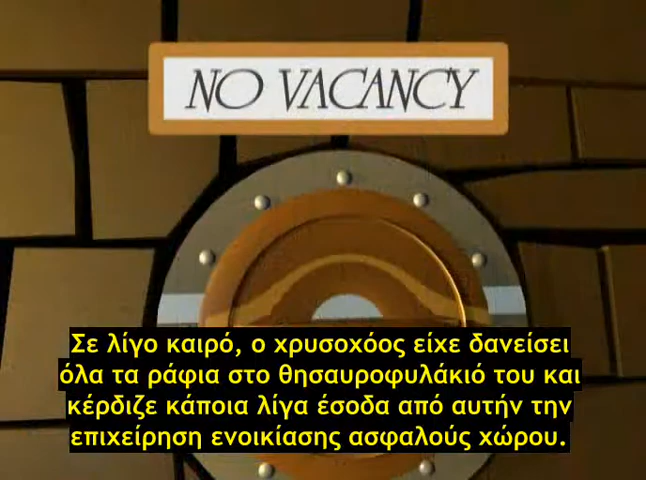 NO VACANCY
Σε λίγο καιρό, ο χρυσοχόος είχε δανείσει
όλα τα ράφια στο θησαυροφυλάκιό του και
κέρδιζε κάποια λίγα έσοδα από αυτήν την
επιχείρηση ενοικίασης ασφαλούς χώρου.